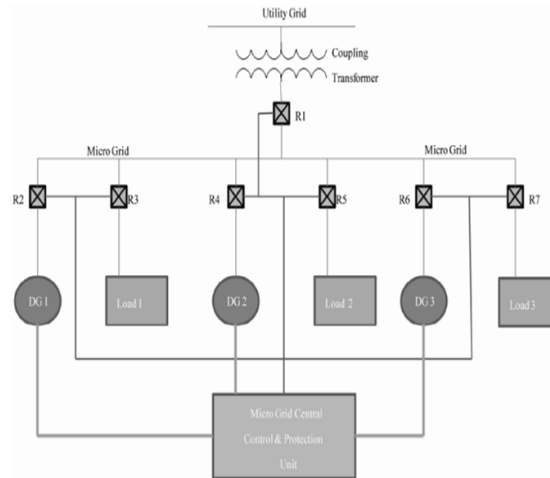 Utility Grid
Coupling
Transformer
R1
Micro Grid
Micro Grid
R2
R3
R4
R5
R6
R7
DG 1
Load 1
DG 2
Load 2
DG 3
Load 3
Micro Grid Central
Control & Protection
Unit